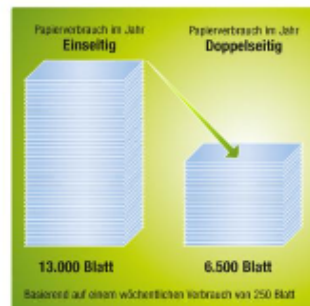 Papierverbrauch im Jahr
Einseitig
Papierverbrauch im Jahr
Doppelseitig
13.000 Blatt
6.500 Blatt
Basierend auf einem wöchentlichen Verbrauch von 250 Blatt